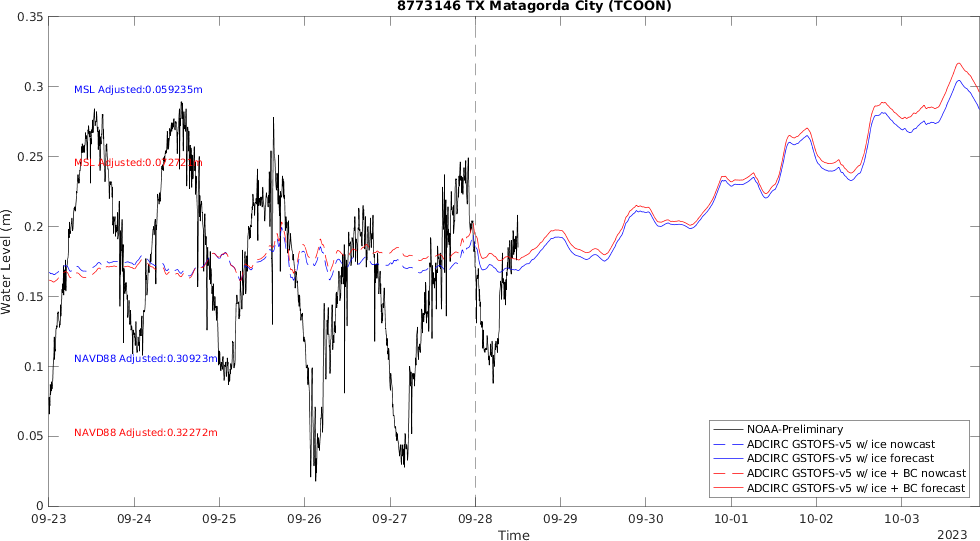 8773146 TX Matagorda City (TCOON)
0.35
0.3
0.25
0.2
0.15
0.1
0.05
0
Water Level (m)
MSL Adjusted:0.059235m
MSL Adjusted:0.072723m
NAVD88 Adjusted:0.30923m
NAVD88 Adjusted:0.32272m
NOAA-Preliminary
ADCIRC GSTOFS-v5 w/ ice nowcast
ADCIRC GSTOFS-v5 w/ ice forecast
ADCIRC GSTOFS-v5 w/ ice + BC nowcast
ADCIRC GSTOFS-v5 w/ ice + BC forecast
09-23 09-24 09-25 09-26 09-27 09-28 09-29 09-30 10-01 10-02 10-03
Time
2023